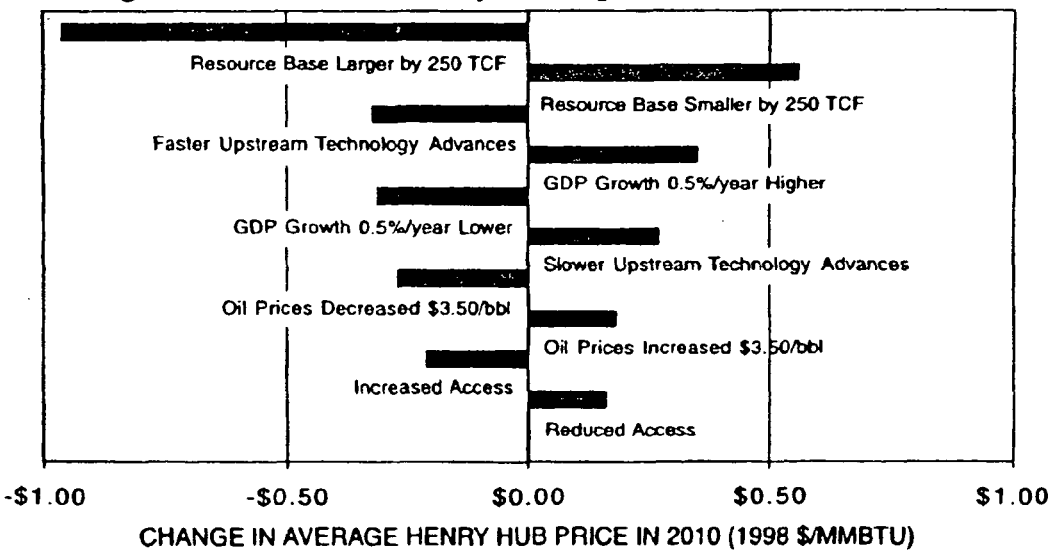 Resource Base Larger by 250 TCF
Resource Base Smaller by 250 TCF
Faster Upstream Technology Advances
GDP Growth 0.5%/year Higher
GDP Growth 0.5%/year Lower
Slower Upstream Technology Advances
Oil Prices Decreased $3.50/bbl
Oil Prices Increased $3.50/bbl
Increased Access
Reduced Access
-$1.00 -$0.50 $0.00 $0.50 $1.00
CHANGE IN AVERAGE HENRY HUB PRICE IN 2010 (1998 $/MMBTU)